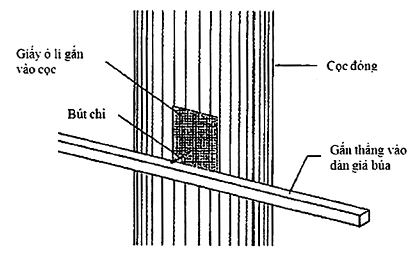 Giấy ô li gắn
vào cọc
Cọc đóng
Bút chì
Gắn thẳng vào
dàn giá búa